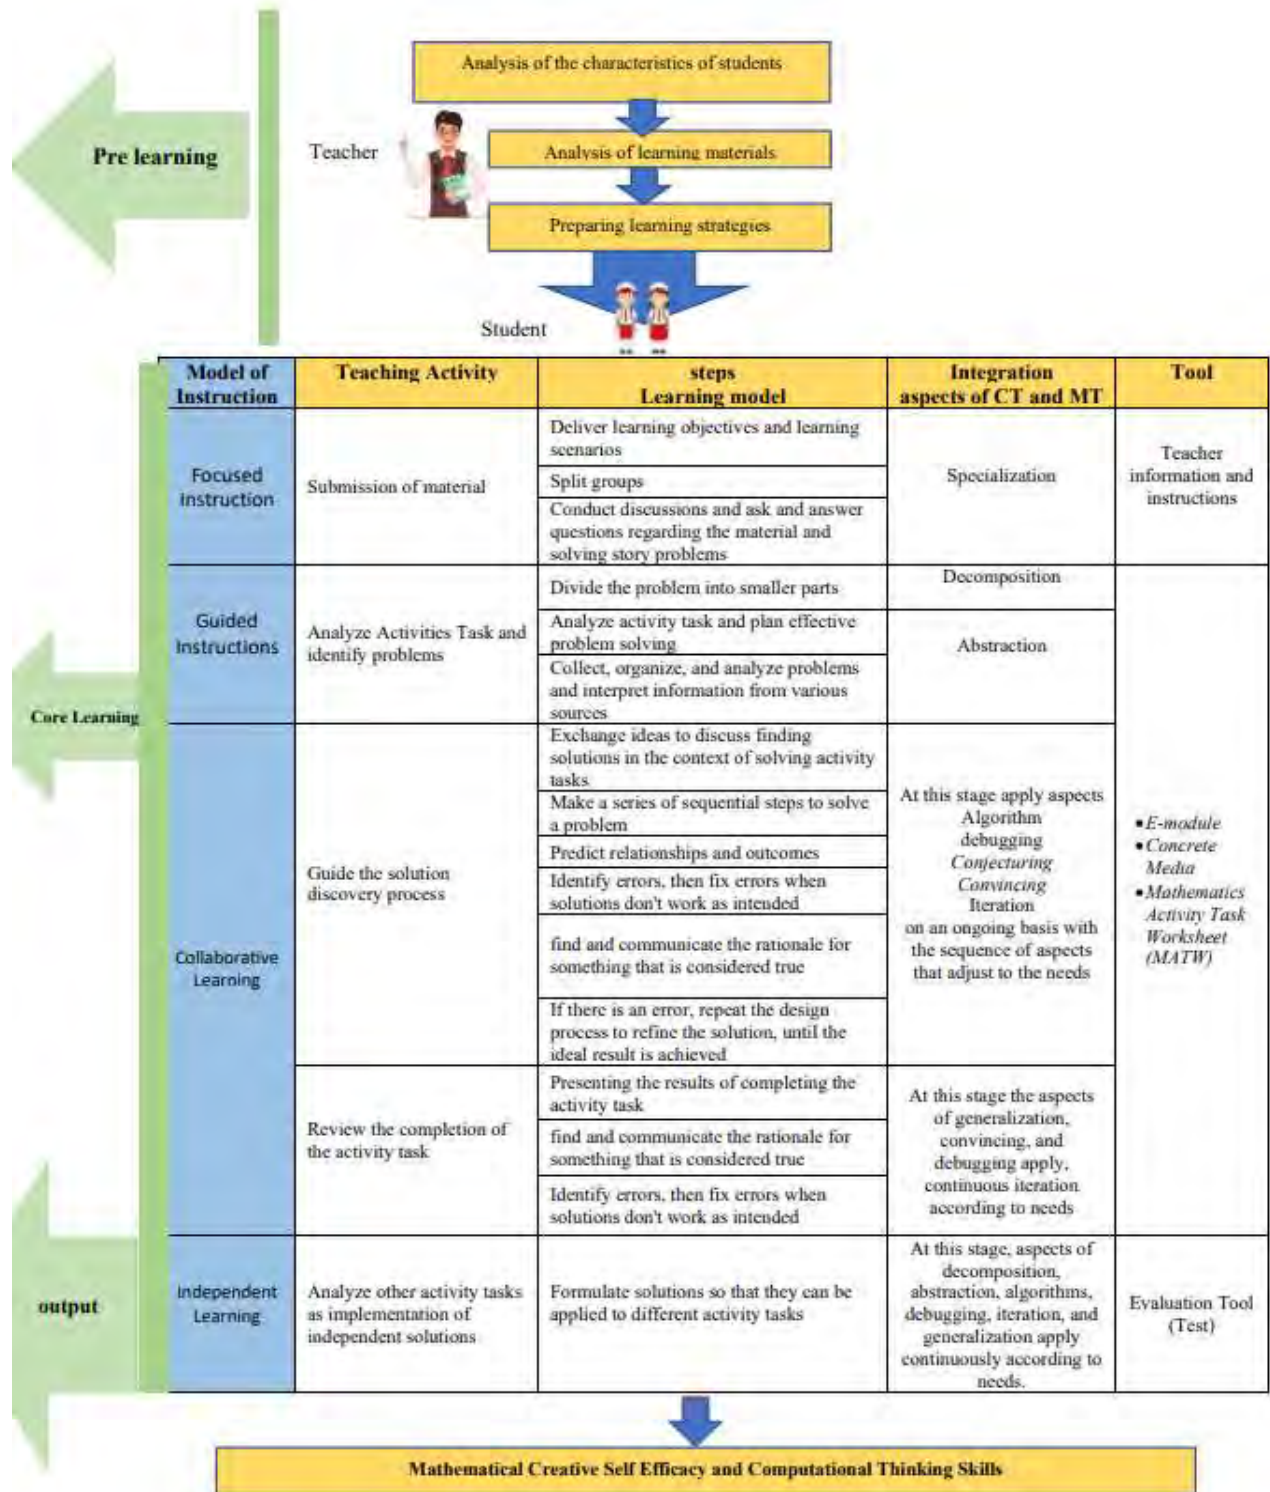 Analysis of the characteristics of students
Pre learning
Teacher
Analysis of learning materials
Preparing learning strategies
Student
Model of
Instruction
Teaching Activity
steps
Learning model
Integration
aspects of CT and MT
Tool
Focused
Instruction
Submission of material
Deliver learning objectives and learning
scenarios
Split groups
Conduct discussions and ask and answer
questions regarding the material and
solving story problems
Specialization
Teacher
information and
instructions
Guided
Instructions
Analyze Activities Task and
identify problems
Divide the problem into smaller parts
Analyze activity task and plan effective
problem solving
Collect, organize, and analyze problems
and interpret information from various
sources
Decomposition
Abstraction
Core Learning
Collaborative
Learning
Guide the solution
discovery process
Exchange ideas to discuss finding
solutions in the context of solving activity
tasks
Make a series of sequential steps to solve
a problem
Predict relationships and outcomes
Identify errors, then fix errors when
solutions don't work as intended
find and communicate the rationale for
something that is considered true
If there is an error, repeat the design
process to refine the solution, until the
ideal result is achieved
At this stage apply aspects
Algorithm
debugging
Conjecturing
Convincing
Iteration
on an ongoing basis with
the sequence of aspects
that adjust to the needs
•E-module
•Concrete
Media
•Mathematics
Activity Task
Worksheet
(MATW)
Review the completion of
the activity task
Presenting the results of completing the
activity task
find and communicate the rationale for
something that is considered true
Identify errors, then fix errors when
solutions don't work as intended
At this stage the aspects
of generalization,
convincing, and
debugging apply,
continuous iteration
according to needs
output
Independent
Learning
Analyze other activity tasks
as implementation of
independent solutions
Formulate solutions so that they can be
applied to different activity tasks
At this stage, aspects of
decomposition,
abstraction, algorithms,
debugging, iteration, and
generalization apply
continuously according to
needs.
Evaluation Tool
(Test)
Mathematical Creative Self Efficacy and Computational Thinking Skills